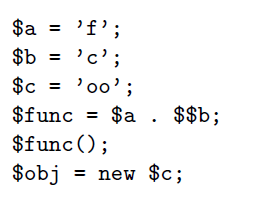 $a = ’f’;
$b = ’c’;
$c = ’oo’;
$func = $a . $$b;
$func();
$obj = new $c;